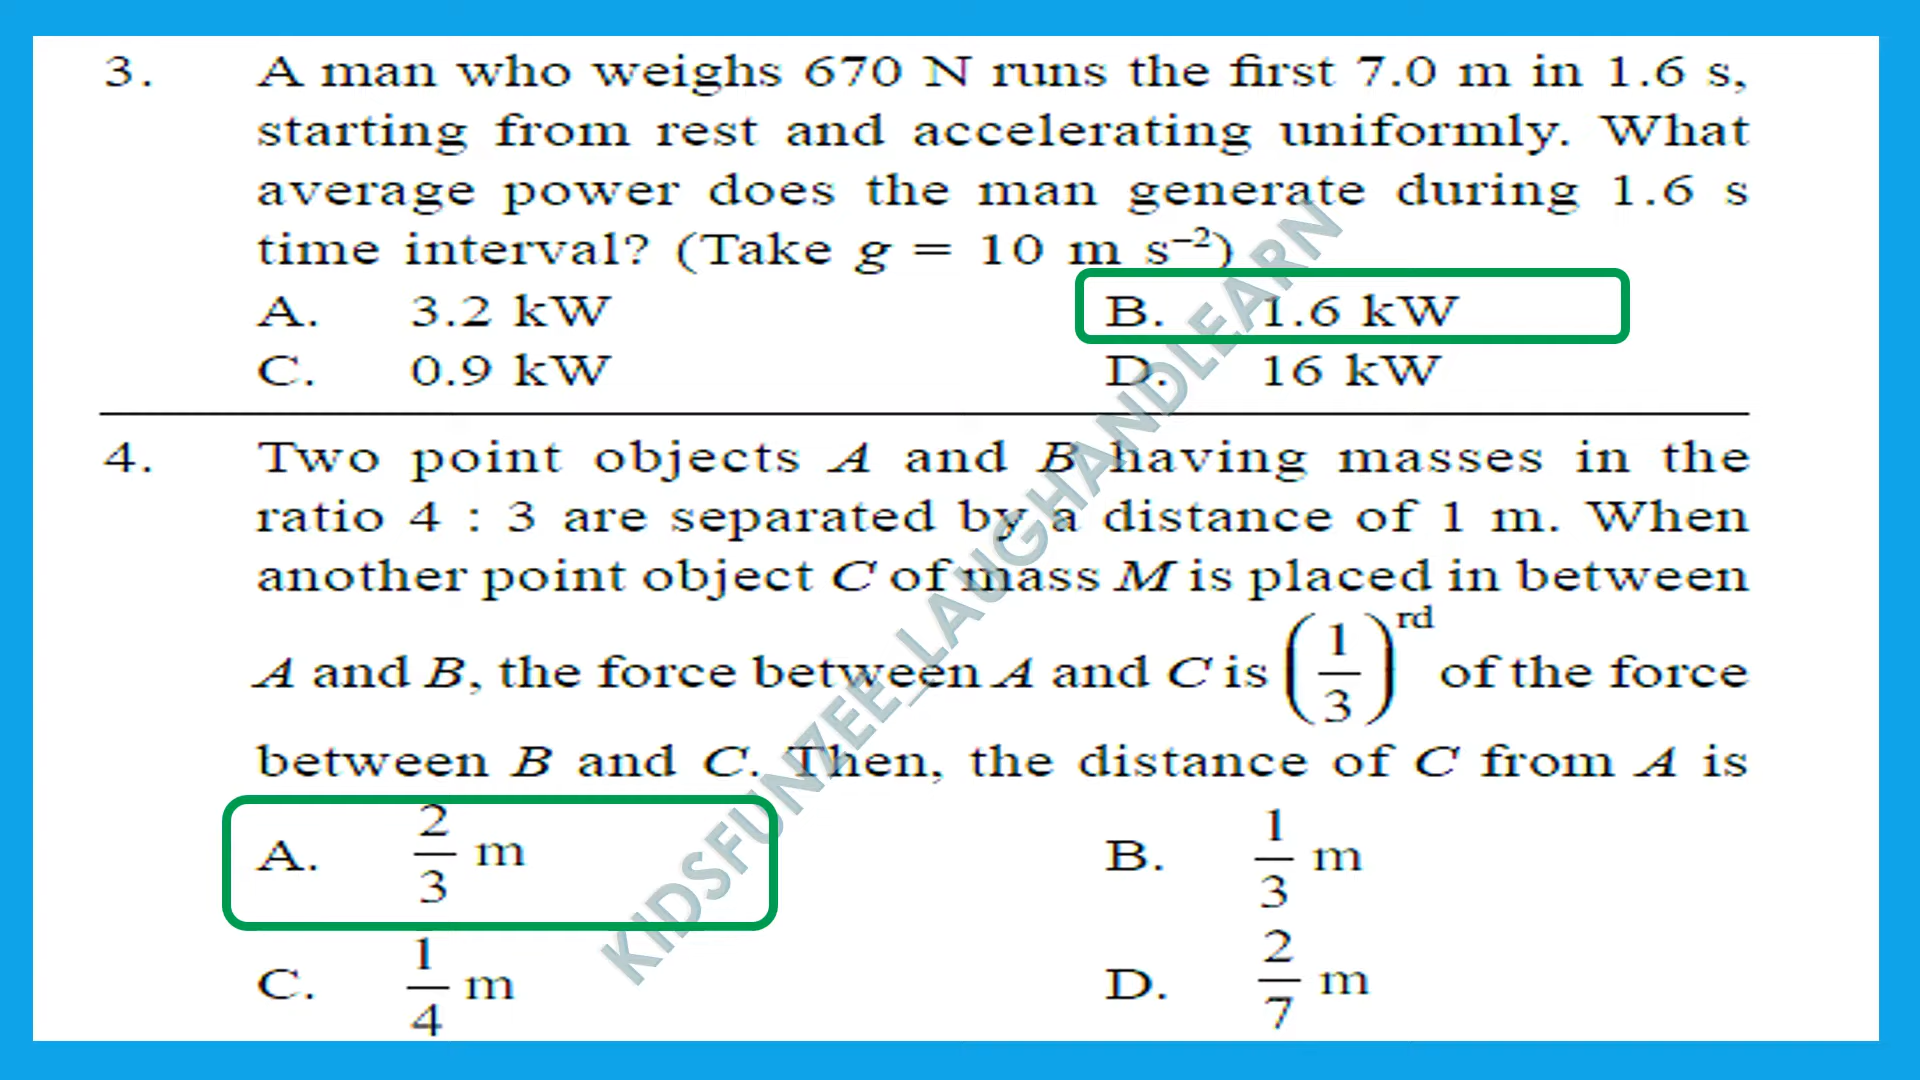 3. A man who weighs 670 N runs the first 7.0 m in 1.6 s,
starting from rest and accelerating uniformly. What
average power does the man generate during 1.6 s
time interval? (Take g = 10 m s⁻²)
A. 3.2 kW B. 1.6 kW
C. 0.9 kW D. 16 kW
4. Two point objects A and B having masses in the
ratio 4 : 3 are separated by a distance of 1 m. When
another point object C of mass M is placed in between
A and B, the force between A and C is (1/3)rd of the force
between B and C. Then, the distance of C from A is
A. 2/3 m B. 1/3 m
C. 1/4 m D. 2/7 m
KIDSFUNZEE_LAUGHANDLEARN